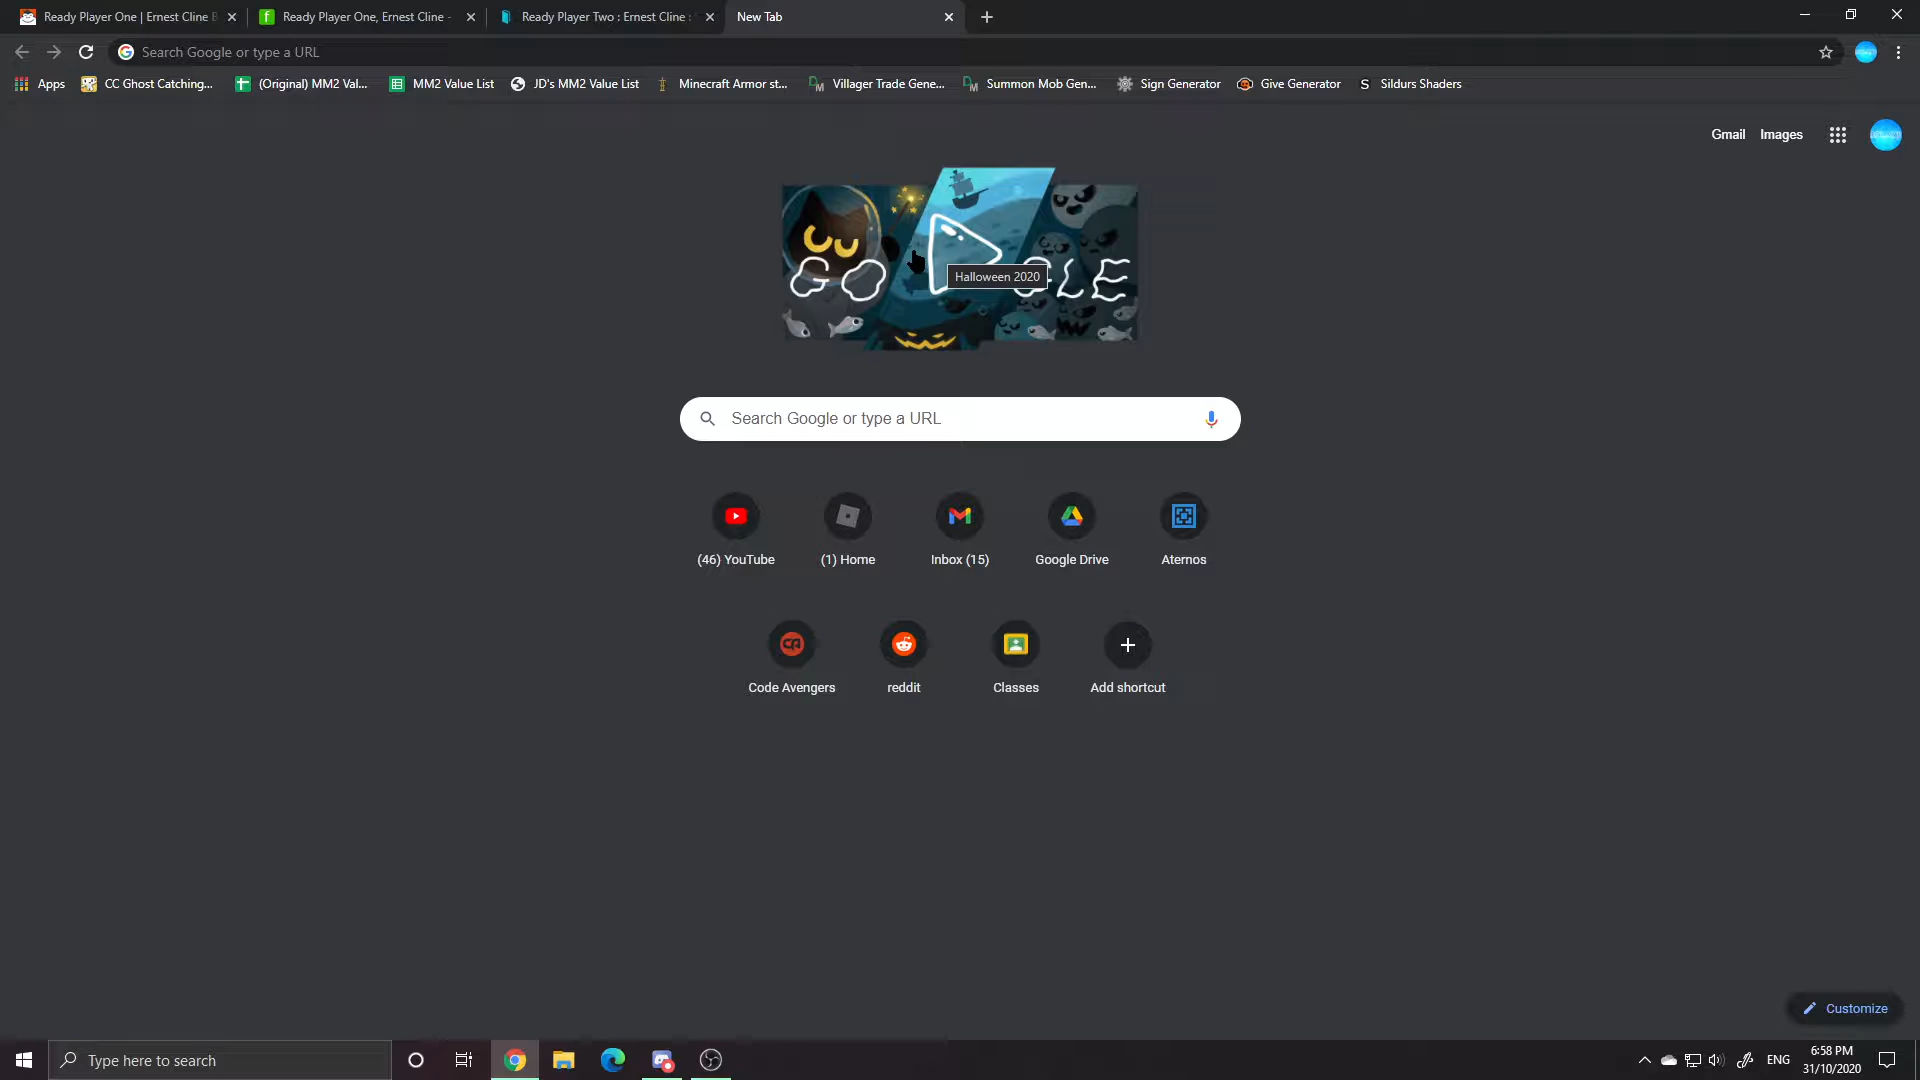 Ready Player One | Ernest Cline B
Ready Player One, Ernest Cline -
Ready Player Two : Ernest Cline :
New Tab
Search Google or type a URL
Apps
CC Ghost Catching...
(Original) MM2 Val...
MM2 Value List
JD's MM2 Value List
Minecraft Armor st...
Villager Trade Gene...
Summon Mob Gen...
Sign Generator
Give Generator
Sildurs Shaders
Gmail
Images
GO LE
Halloween 2020
Search Google or type a URL
(46) YouTube
(1) Home
Inbox (15)
Google Drive
Aternos
Code Avengers
reddit
Classes
Add shortcut
Customize
Type here to search
ENG
6:58 PM
31/10/2020